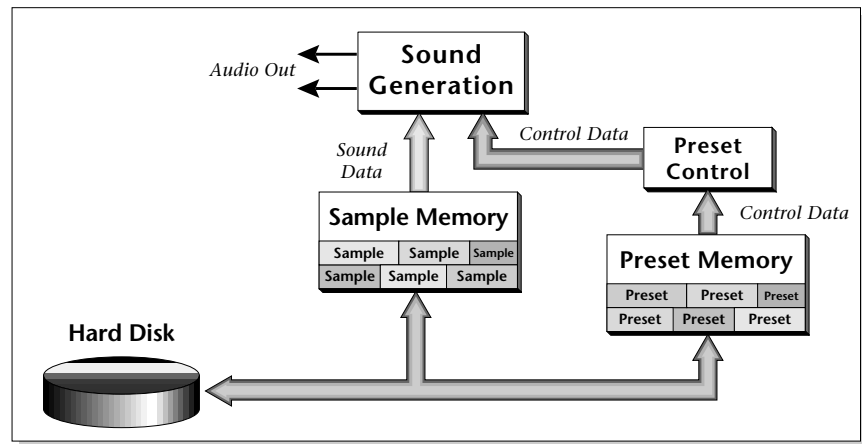 Sound
Generation
Audio Out
Sound
Data
Control Data
Preset
Control
Control Data
Sample Memory
Sample Sample Sample
Sample Sample Sample
Preset Memory
Preset Preset Preset
Preset Preset Preset
Hard Disk